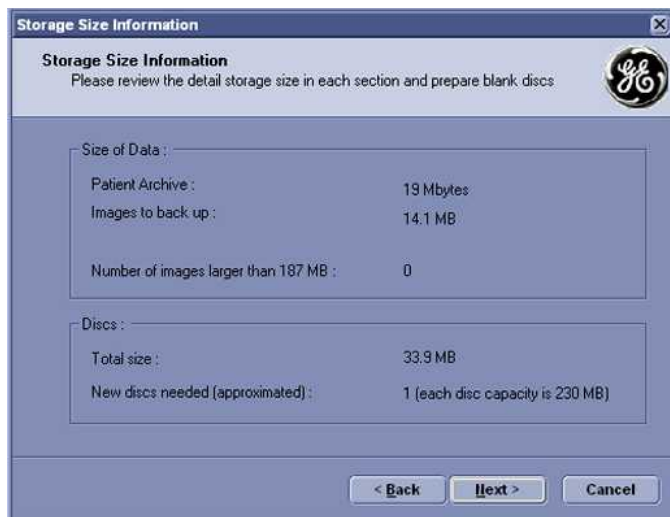 Storage Size Information
Storage Size Information
Please review the detail storage size in each section and prepare blank discs
Size of Data :
Patient Archive : 19 Mbytes
Images to back up : 14.1 MB
Number of images larger than 187 MB : 0
Discs :
Total size : 33.9 MB
New discs needed (approximated) : 1 (each disc capacity is 230 MB)
< Back Next > Cancel